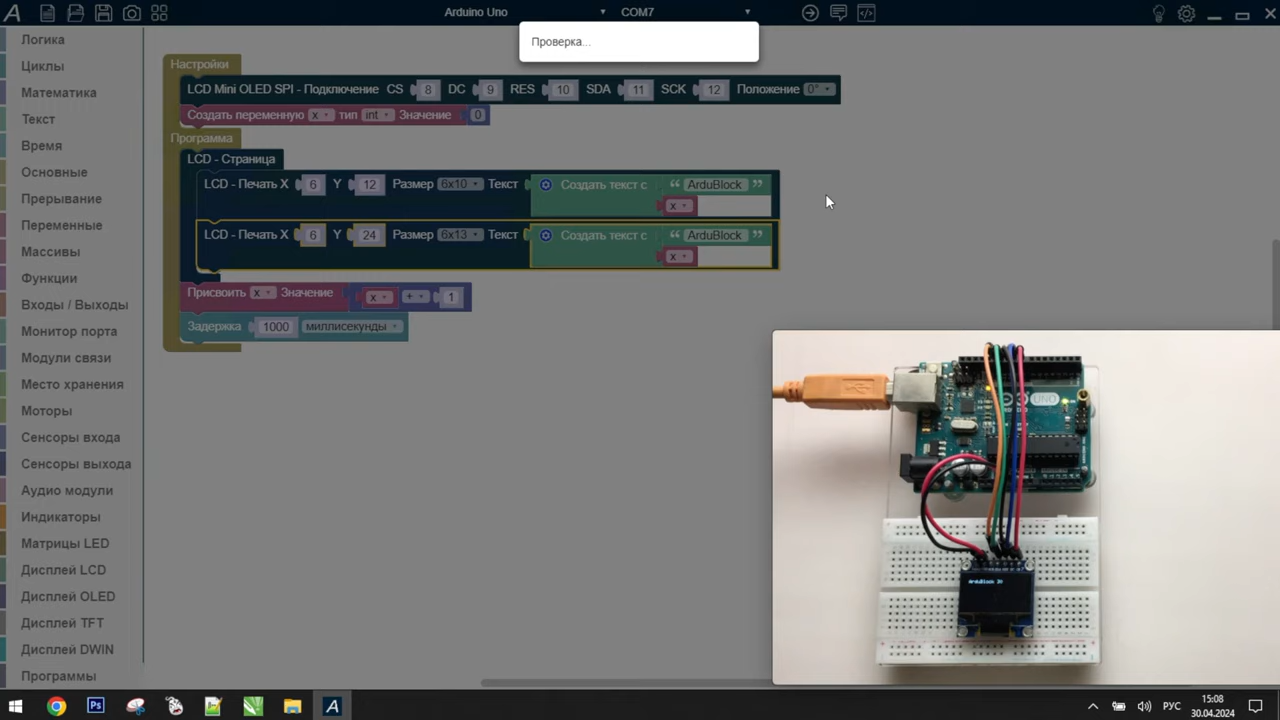 Arduino Uno
COM7
Проверка...
Логика
Циклы
Математика
Текст
Время
Основные
Прерывание
Переменные
Массивы
Функции
Входы / Выходы
Монитор порта
Модули связи
Место хранения
Моторы
Сенсоры входа
Сенсоры выхода
Аудио модули
Индикаторы
Матрицы LED
Дисплей LCD
Дисплей OLED
Дисплей TFT
Дисплей DWIN
Программы
Настройки
LCD Mini OLED SPI - Подключение CS 8 DC 9 RES 10 SDA 11 SCK 12 Положение 0°
Создать переменную x тип int Значение 0
Программа
LCD - Страница
LCD - Печать X 6 Y 12 Размер 6x10 Текст Создать текст с “ ArduBlock ”
x
LCD - Печать X 6 Y 24 Размер 6x13 Текст Создать текст с “ ArduBlock ”
x
Присвоить x Значение x + 1
Задержка 1000 миллисекунды
UNO
ArduBlock
РУС
15:08
30.04.2024